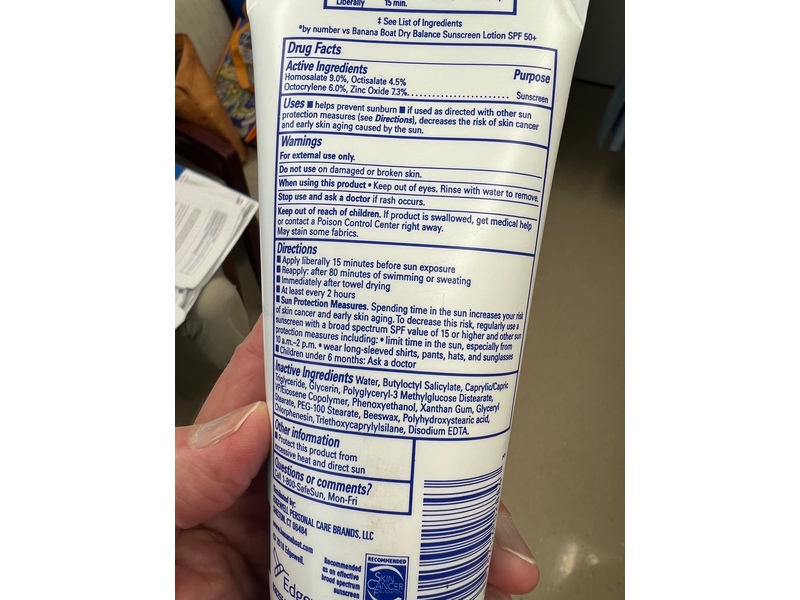 Liberally 15 min.
‡ See List of Ingredients
*by number vs Banana Boat Dry Balance Sunscreen Lotion SPF 50+
Drug Facts
Active Ingredients Purpose
Homosalate 9.0%, Octisalate 4.5%
Octocrylene 6.0%, Zinc Oxide 7.3%........................... Sunscreen
Uses ■ helps prevent sunburn ■ if used as directed with other sun
protection measures (see Directions), decreases the risk of skin cancer
and early skin aging caused by the sun.
Warnings
For external use only.
Do not use on damaged or broken skin.
When using this product • Keep out of eyes. Rinse with water to remove.
Stop use and ask a doctor if rash occurs.
Keep out of reach of children. If product is swallowed, get medical help
or contact a Poison Control Center right away.
May stain some fabrics.
Directions
■ Apply liberally 15 minutes before sun exposure
■ Reapply: after 80 minutes of swimming or sweating
■ Immediately after towel drying
■ At least every 2 hours
■ Sun Protection Measures. Spending time in the sun increases your risk
of skin cancer and early skin aging. To decrease this risk, regularly use a
sunscreen with a broad spectrum SPF value of 15 or higher and other sun
protection measures including: • limit time in the sun, especially from
10 a.m.–2 p.m. • wear long-sleeved shirts, pants, hats, and sunglasses
■ Children under 6 months: Ask a doctor
Inactive Ingredients Water, Butyloctyl Salicylate, Caprylic/Capric
Triglyceride, Glycerin, Polyglyceryl-3 Methylglucose Distearate,
VP/Eicosene Copolymer, Phenoxyethanol, Xanthan Gum, Glyceryl
Stearate, PEG-100 Stearate, Beeswax, Polyhydroxystearic acid,
Chlorphenesin, Triethoxycaprylylsilane, Disodium EDTA.
Other information
■ Protect this product from
excessive heat and direct sun
Questions or comments?
Call 1-800-SafeSun, Mon-Fri
Distributed by:
EDGEWELL PERSONAL CARE BRANDS, LLC
SHELTON, CT 06484
www.bananaboat.com
© 2018 Edgewell.
Edge
Recommended
as an effective
broad spectrum
sunscreen
RECOMMENDED
SKIN
CANCER